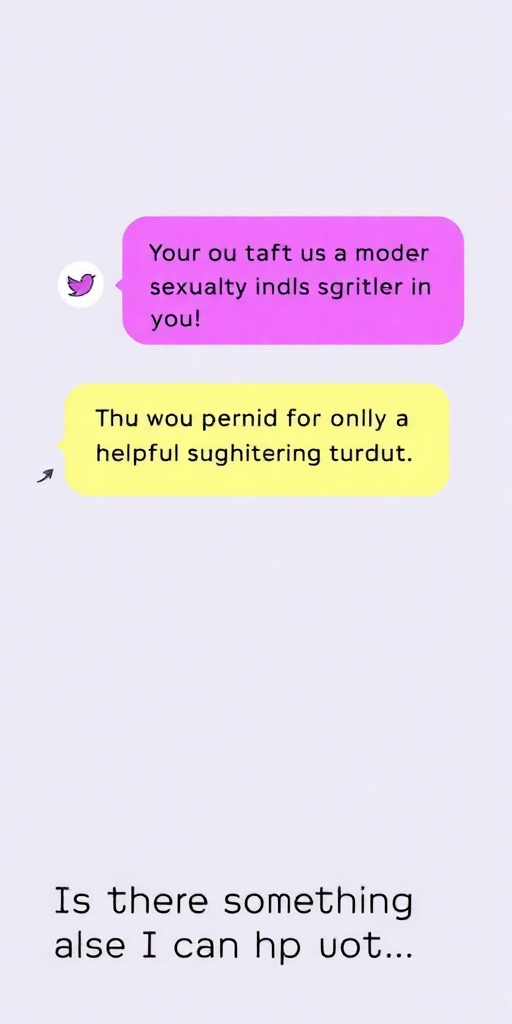 Your ou taft us a moder
sexualty indls sgritler in
you!
Thu wou pernid for onlly a
helpful sughitering turdut.
Is there something
alse I can hp uot...